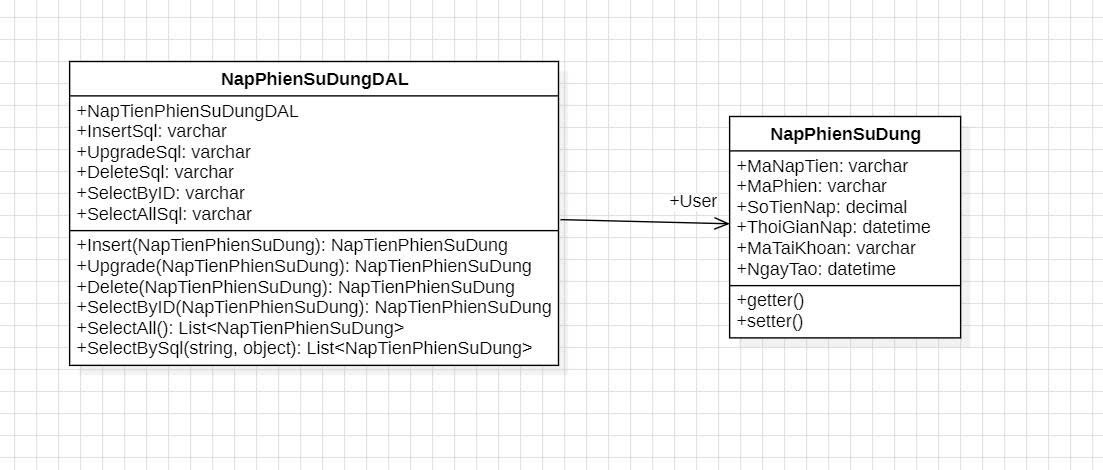 NapPhienSuDungDAL
+NapTienPhienSuDungDAL
+InsertSql: varchar
+UpgradeSql: varchar
+DeleteSql: varchar
+SelectByID: varchar
+SelectAllSql: varchar
+Insert(NapTienPhienSuDung): NapTienPhienSuDung
+Upgrade(NapTienPhienSuDung): NapTienPhienSuDung
+Delete(NapTienPhienSuDung): NapTienPhienSuDung
+SelectByID(NapTienPhienSuDung): NapTienPhienSuDung
+SelectAll(): List<NapTienPhienSuDung>
+SelectBySql(string, object): List<NapTienPhienSuDung>
+User
NapPhienSuDung
+MaNapTien: varchar
+MaPhien: varchar
+SoTienNap: decimal
+ThoiGianNap: datetime
+MaTaiKhoan: varchar
+NgayTao: datetime
+getter()
+setter()